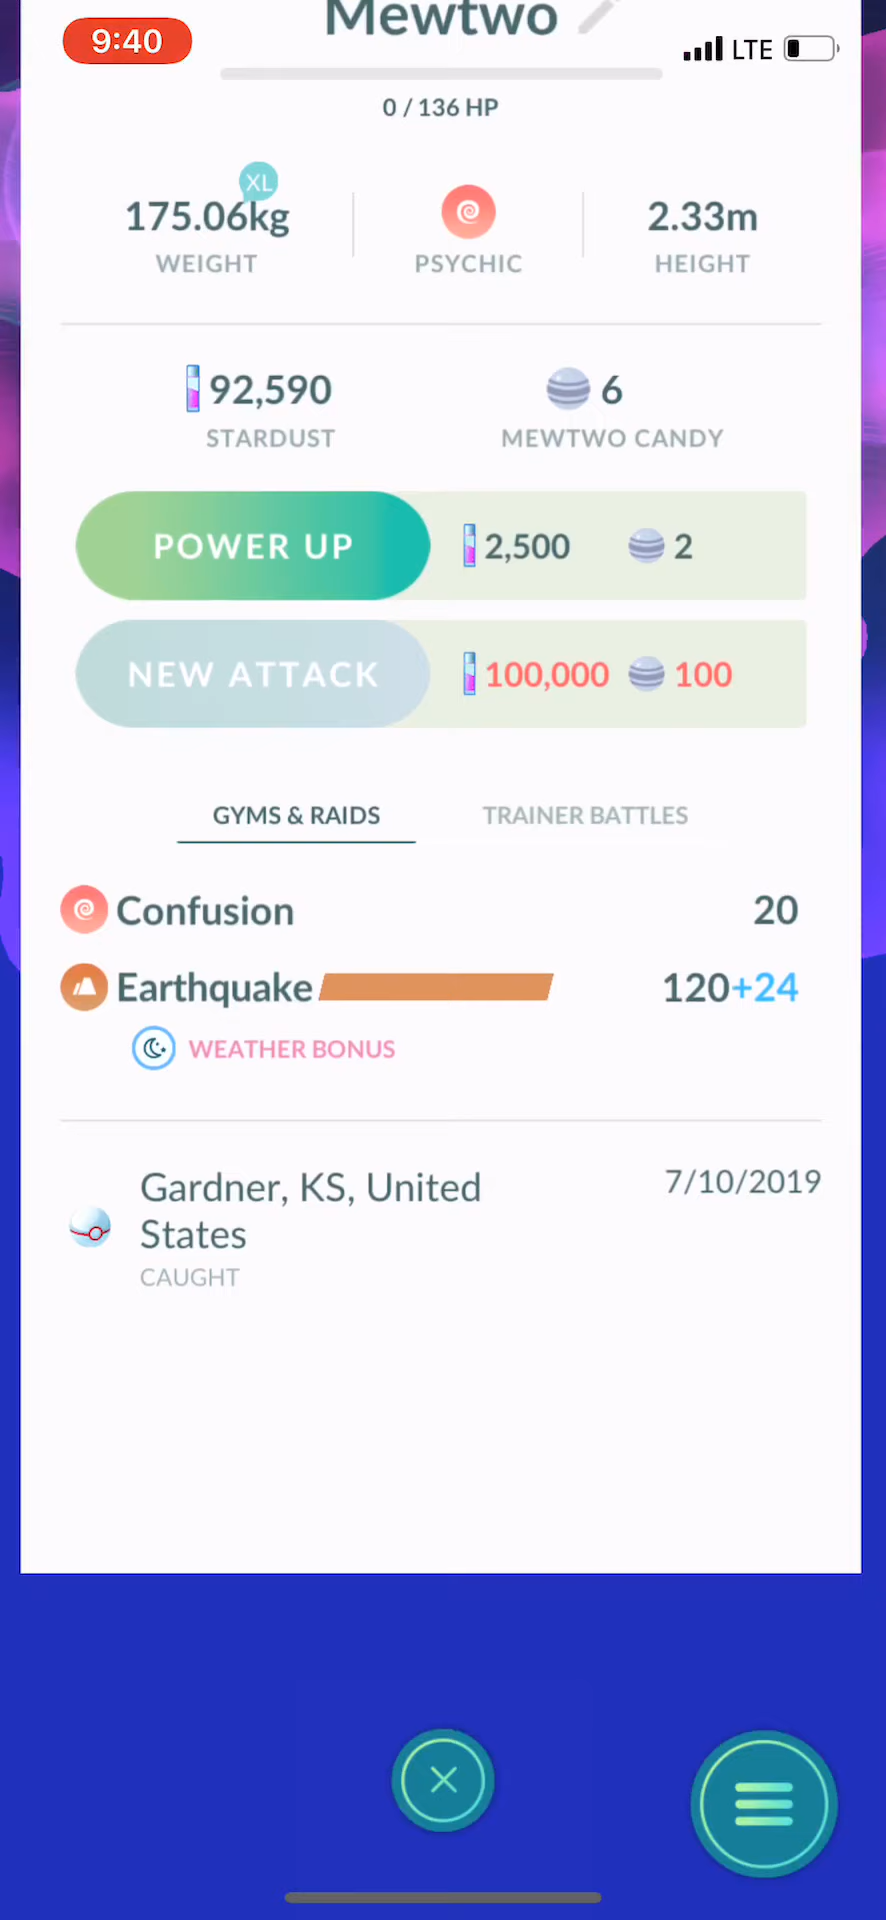 Mewtwo
9:40
LTE
0 / 136 HP
XL
175.06kg
2.33m
WEIGHT
PSYCHIC
HEIGHT
92,590
6
STARDUST
MEWTWO CANDY
POWER UP
2,500
2
NEW ATTACK
100,000
100
GYMS & RAIDS
TRAINER BATTLES
Confusion
20
Earthquake
120+24
WEATHER BONUS
Gardner, KS, United
States
7/10/2019
CAUGHT